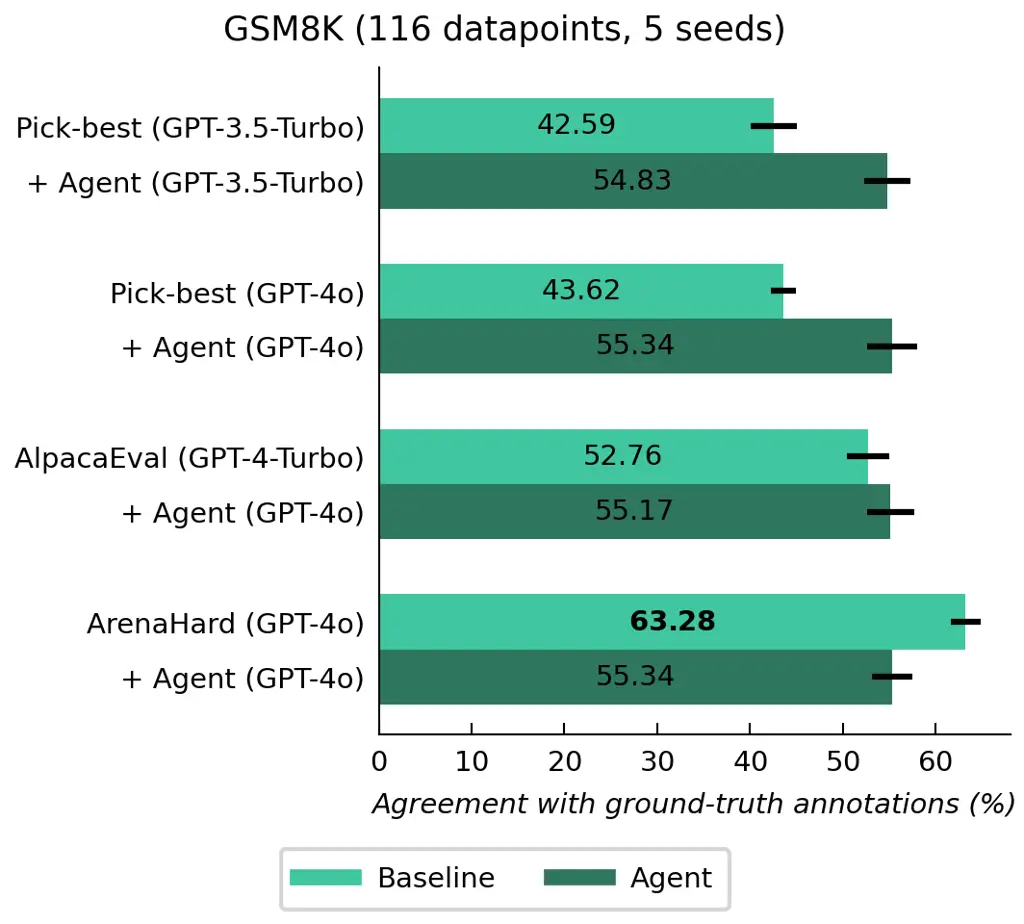 GSM8K (116 datapoints, 5 seeds)
Pick-best (GPT-3.5-Turbo)
42.59
+ Agent (GPT-3.5-Turbo)
54.83
Pick-best (GPT-4o)
43.62
+ Agent (GPT-4o)
55.34
AlpacaEval (GPT-4-Turbo)
52.76
+ Agent (GPT-4o)
55.17
ArenaHard (GPT-4o)
63.28
+ Agent (GPT-4o)
55.34
0 10 20 30 40 50 60
Agreement with ground-truth annotations (%)
Baseline Agent